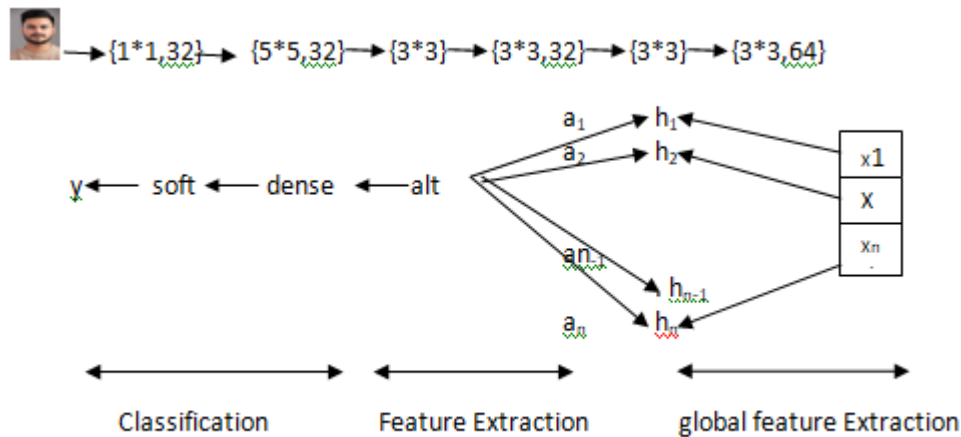 {1*1,32} {5*5,32} {3*3} {3*3,32} {3*3} {3*3,64}
a1 h1
a2 h2
x1
X
xn
y soft dense alt
an-1
hn-1
an hn
Classification Feature Extraction global feature Extraction